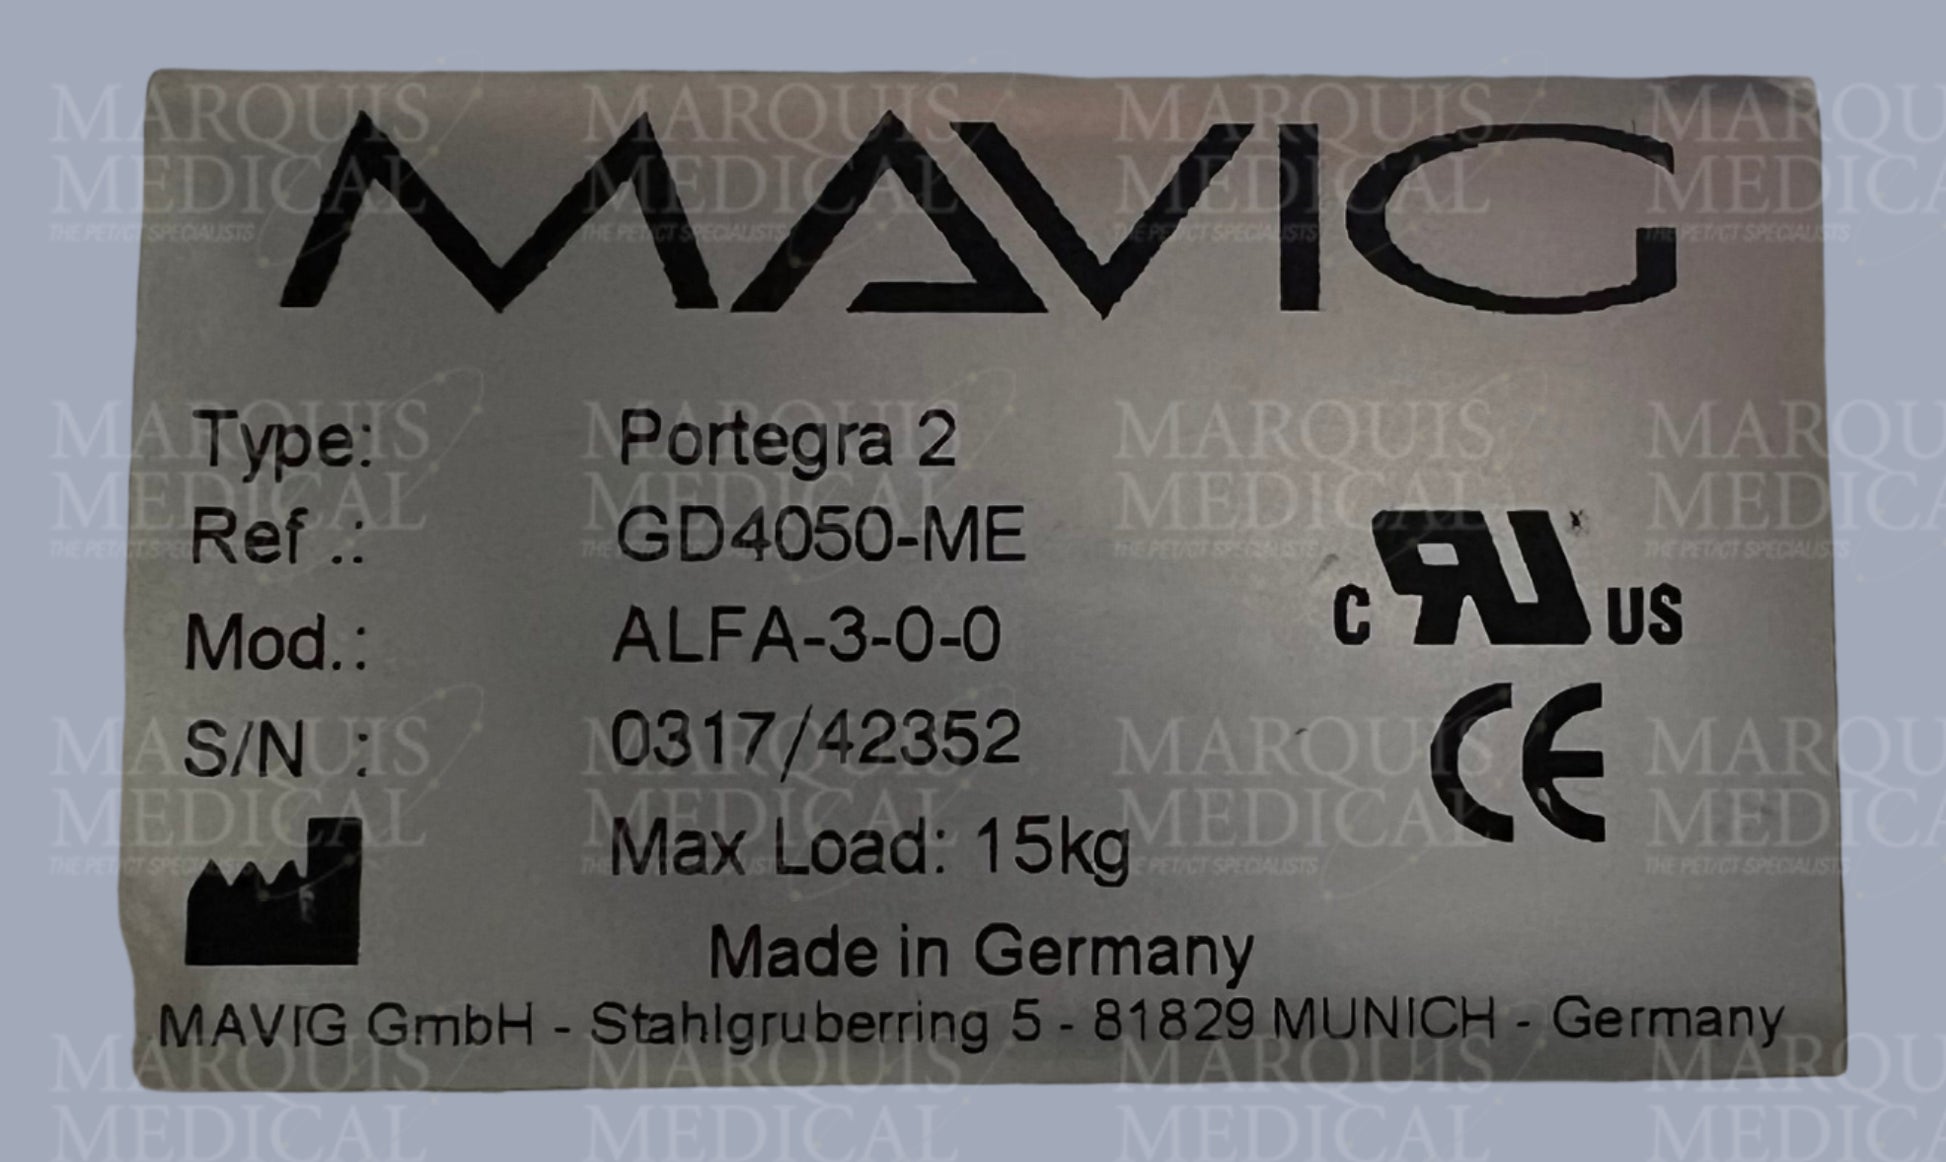 MAVIG
Type: Portegra 2
Ref .: GD4050-ME
Mod.: ALFA-3-0-0
S/N : 0317/42352
Max Load: 15kg
Made in Germany
MAVIG GmbH - Stahlgruberring 5 - 81829 MUNICH - Germany
C RU US
CE
MARQUIS MEDICAL
THE PET/CT SPECIALISTS